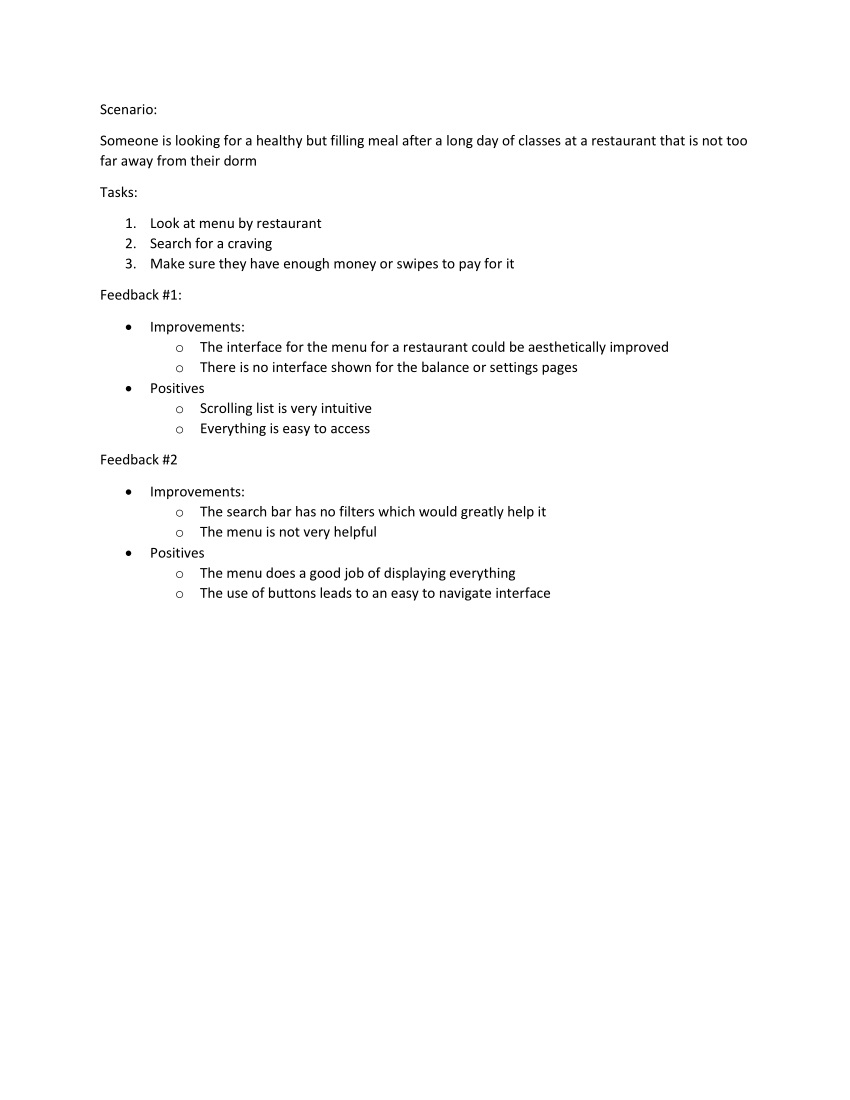 Scenario:
Someone is looking for a healthy but filling meal after a long day of classes at a restaurant that is not too
far away from their dorm
Tasks:
1. Look at menu by restaurant
2. Search for a craving
3. Make sure they have enough money or swipes to pay for it
Feedback #1:
• Improvements:
o The interface for the menu for a restaurant could be aesthetically improved
o There is no interface shown for the balance or settings pages
• Positives
o Scrolling list is very intuitive
o Everything is easy to access
Feedback #2
• Improvements:
o The search bar has no filters which would greatly help it
o The menu is not very helpful
• Positives
o The menu does a good job of displaying everything
o The use of buttons leads to an easy to navigate interface